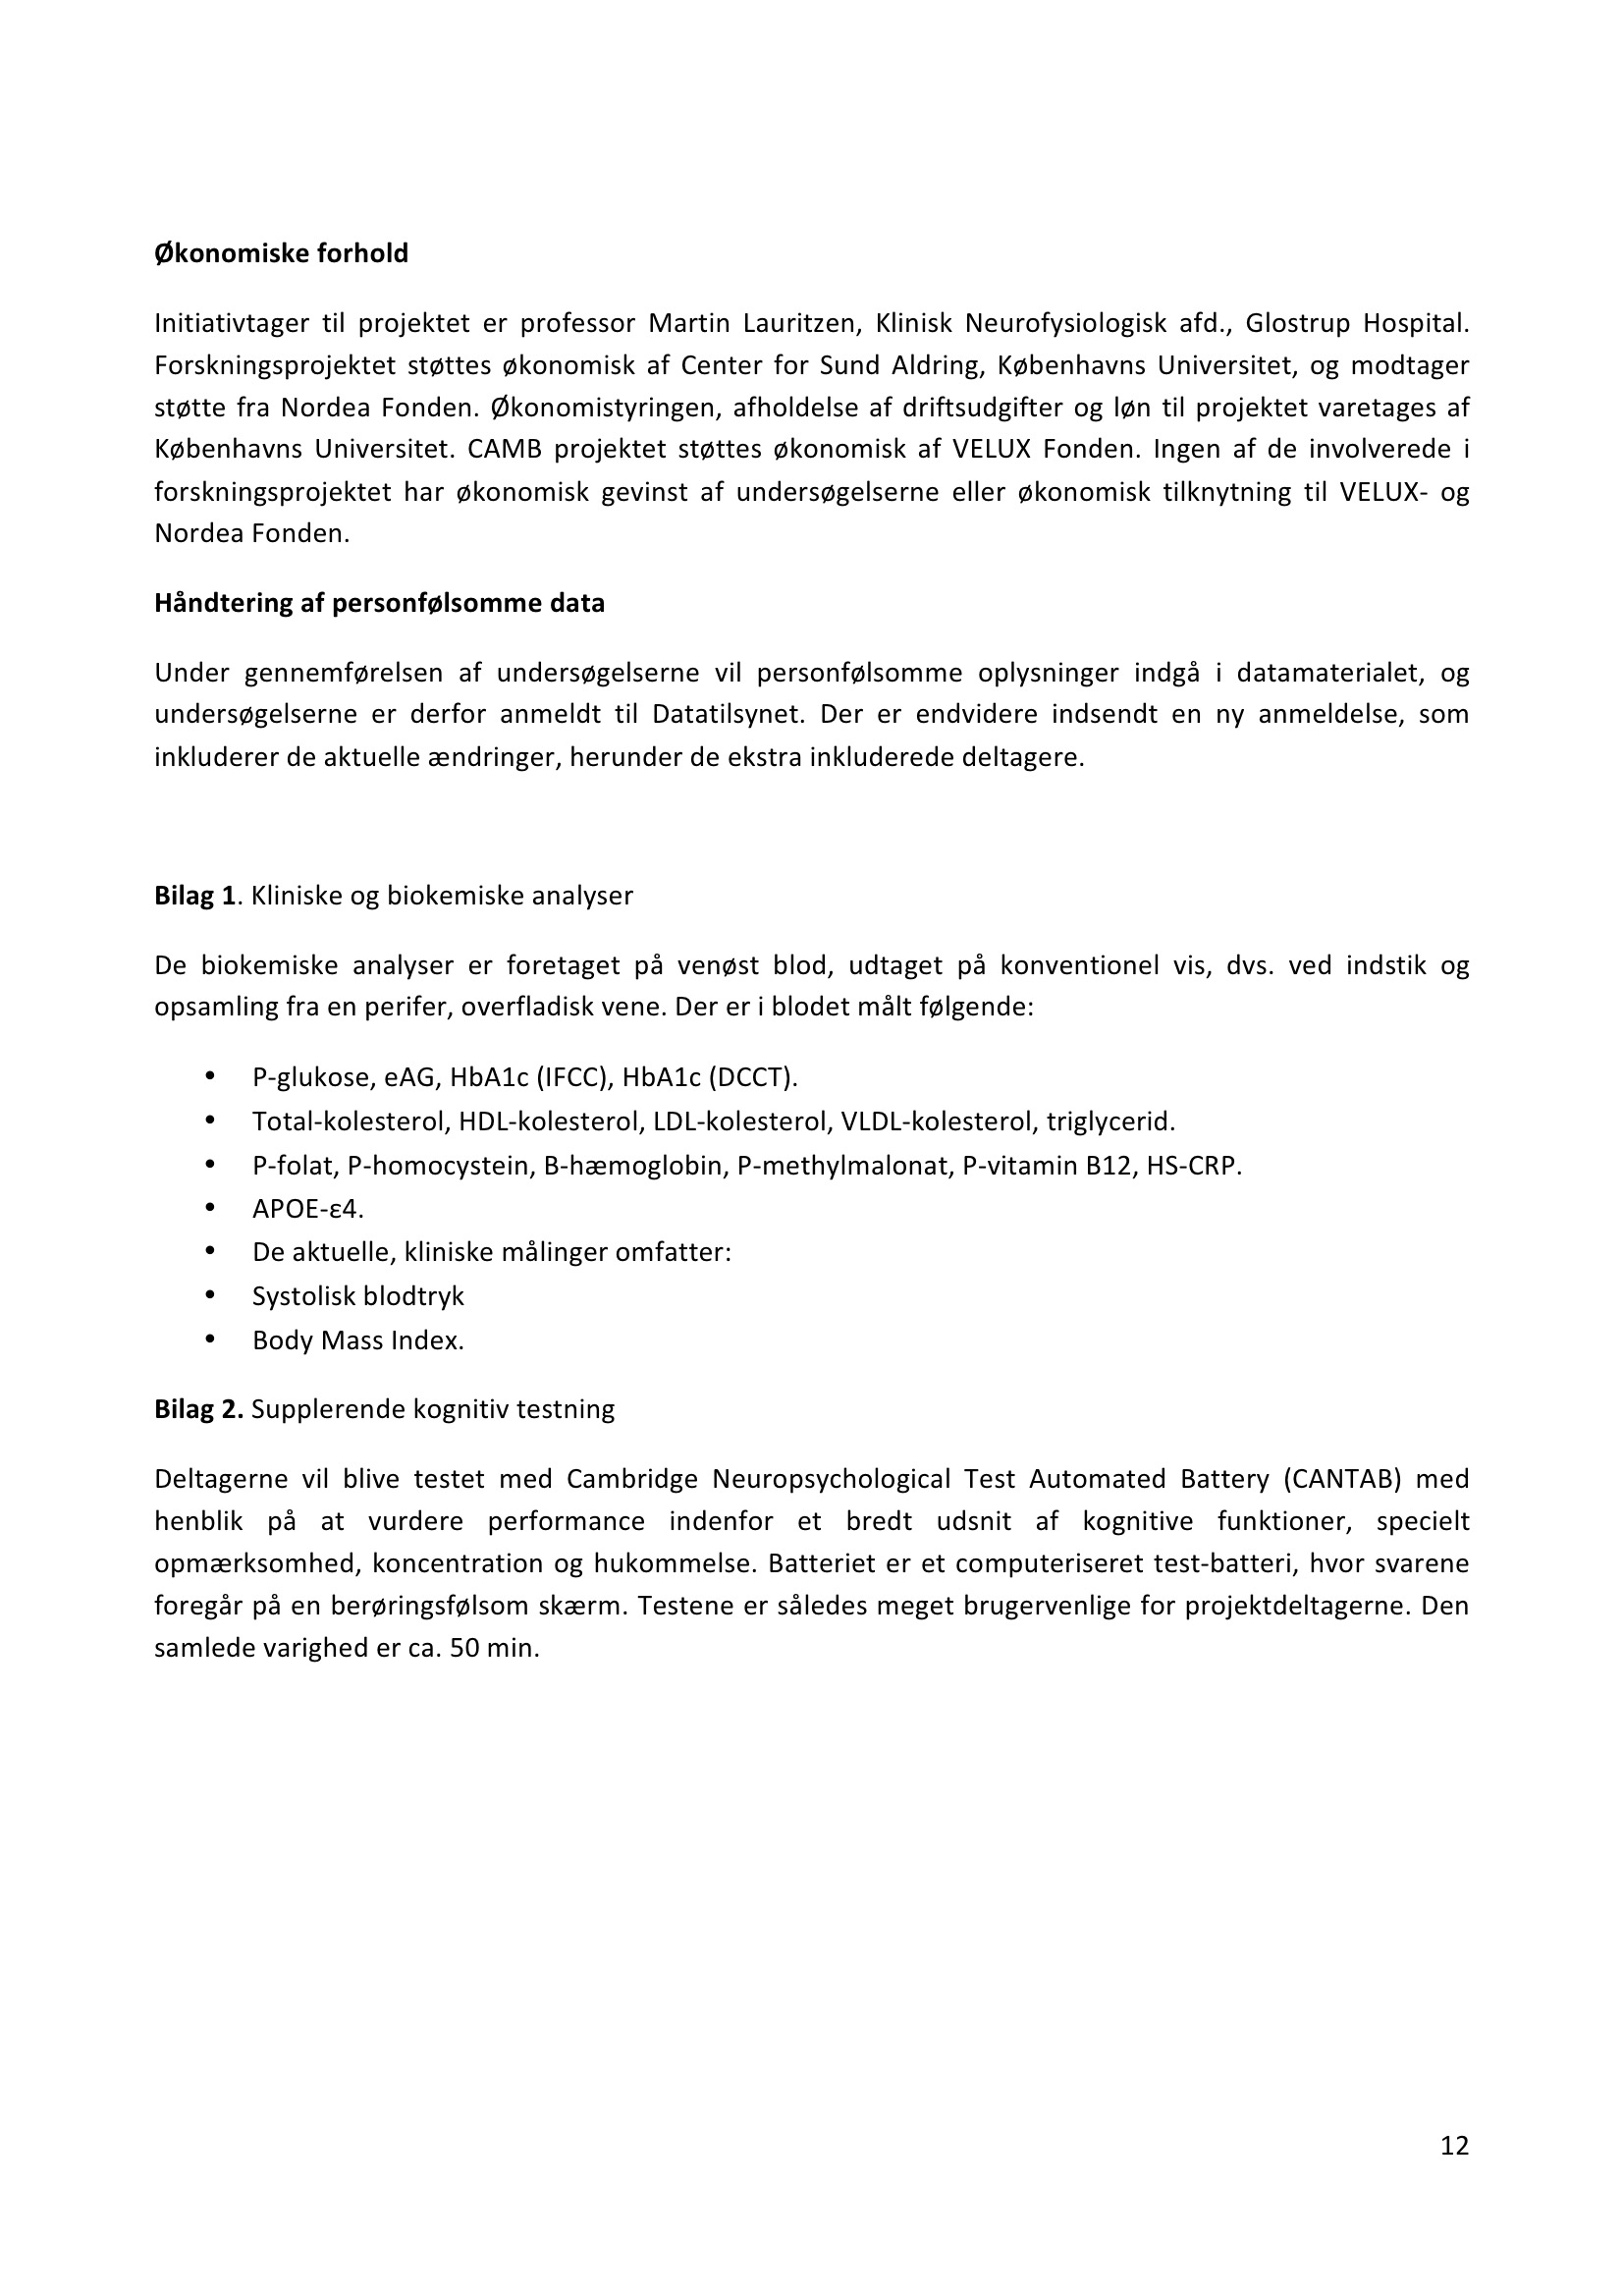 Økonomiske forhold
Initiativtager til projektet er professor Martin Lauritzen, Klinisk Neurofysiologisk afd., Glostrup Hospital.
Forskningsprojektet støttes økonomisk af Center for Sund Aldring, Københavns Universitet, og modtager
støtte fra Nordea Fonden. Økonomistyringen, afholdelse af driftsudgifter og løn til projektet varetages af
Københavns Universitet. CAMB projektet støttes økonomisk af VELUX Fonden. Ingen af de involverede i
forskningsprojektet har økonomisk gevinst af undersøgelserne eller økonomisk tilknytning til VELUX- og
Nordea Fonden.
Håndtering af personfølsomme data
Under gennemførelsen af undersøgelserne vil personfølsomme oplysninger indgå i datamaterialet, og
undersøgelserne er derfor anmeldt til Datatilsynet. Der er endvidere indsendt en ny anmeldelse, som
inkluderer de aktuelle ændringer, herunder de ekstra inkluderede deltagere.
Bilag 1. Kliniske og biokemiske analyser
De biokemiske analyser er foretaget på venøst blod, udtaget på konventionel vis, dvs. ved indstik og
opsamling fra en perifer, overfladisk vene. Der er i blodet målt følgende:
• P-glukose, eAG, HbA1c (IFCC), HbA1c (DCCT).
• Total-kolesterol, HDL-kolesterol, LDL-kolesterol, VLDL-kolesterol, triglycerid.
• P-folat, P-homocystein, B-hæmoglobin, P-methylmalonat, P-vitamin B12, HS-CRP.
• APOE-ε4.
• De aktuelle, kliniske målinger omfatter:
• Systolisk blodtryk
• Body Mass Index.
Bilag 2. Supplerende kognitiv testning
Deltagerne vil blive testet med Cambridge Neuropsychological Test Automated Battery (CANTAB) med
henblik på at vurdere performance indenfor et bredt udsnit af kognitive funktioner, specielt
opmærksomhed, koncentration og hukommelse. Batteriet er et computeriseret test-batteri, hvor svarene
foregår på en berøringsfølsom skærm. Testene er således meget brugervenlige for projektdeltagerne. Den
samlede varighed er ca. 50 min.
12